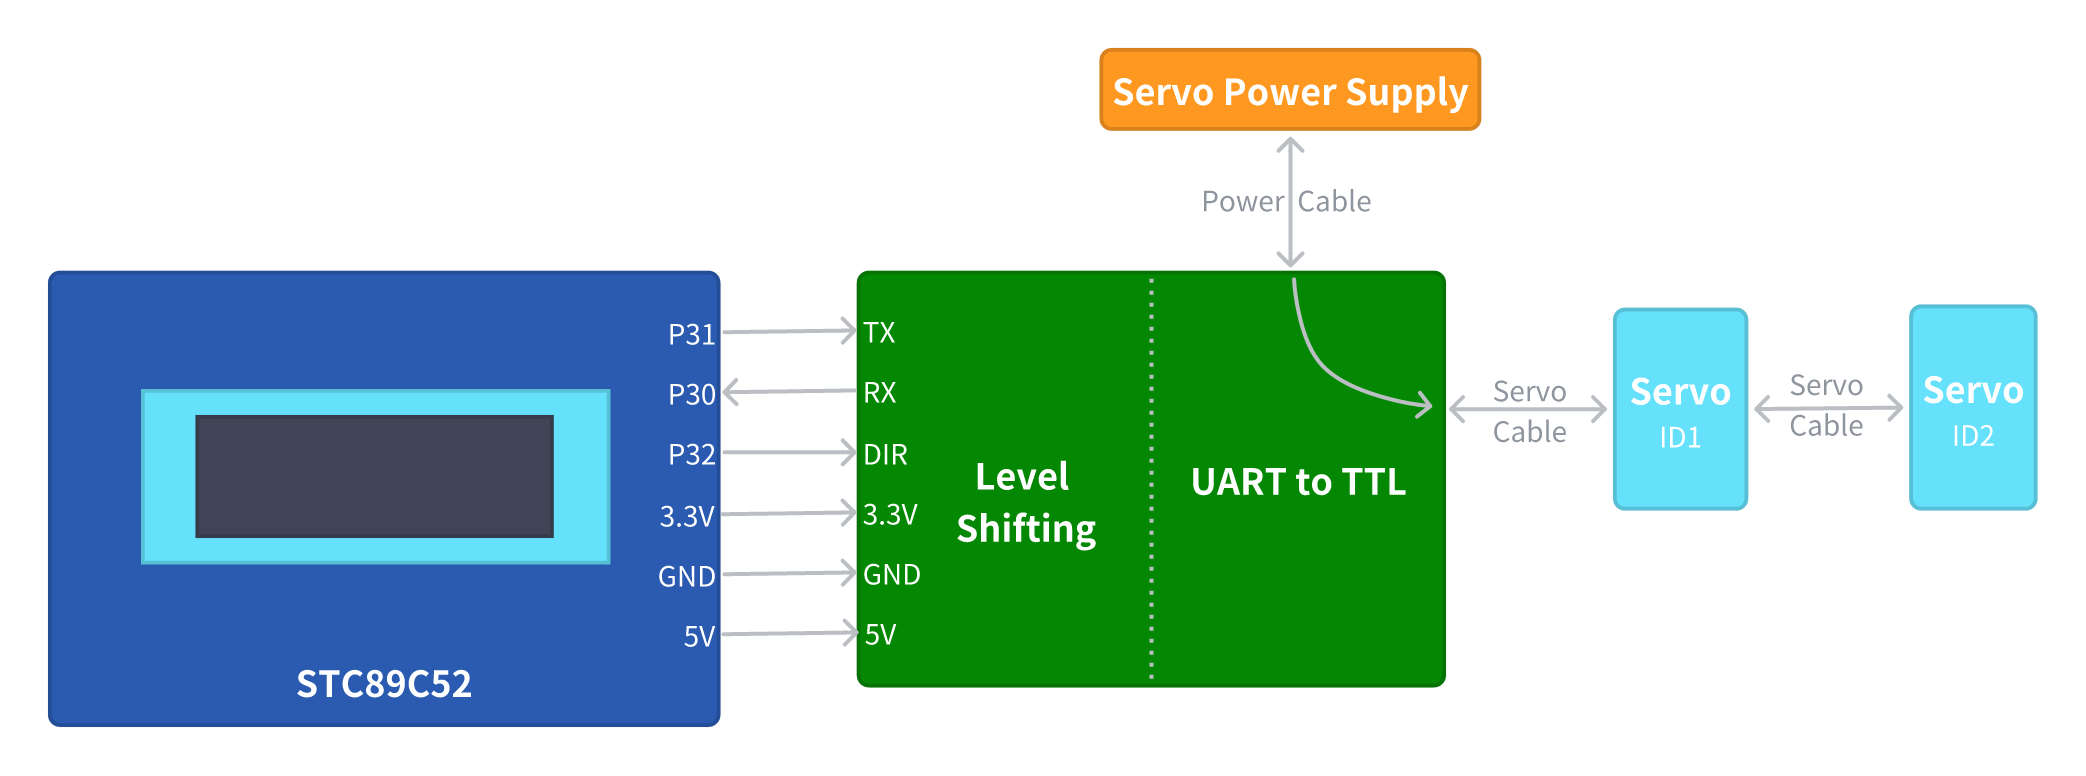 Servo Power Supply
Power Cable
P31
P30
P32
3.3V
GND
5V
STC89C52
TX
RX
DIR
3.3V
GND
5V
Level
Shifting
UART to TTL
Servo
Cable
Servo
ID1
Servo
Cable
Servo
ID2